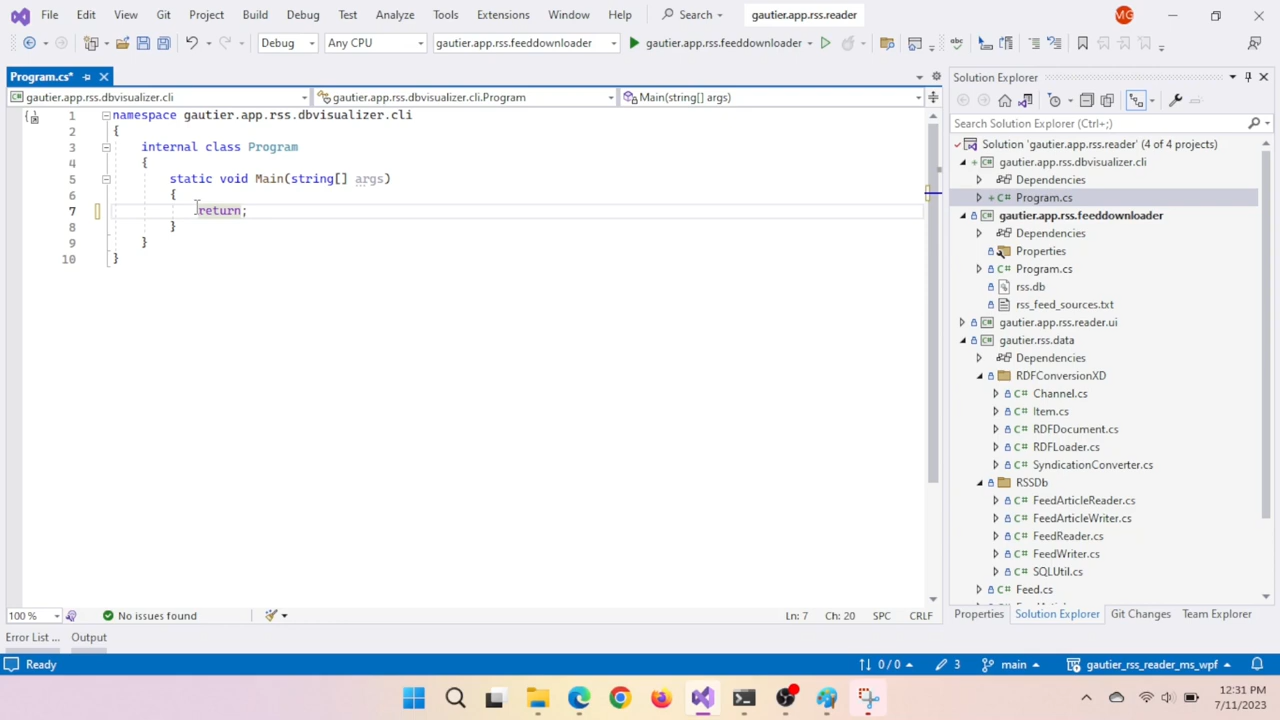 File Edit View Git Project Build Debug Test Analyze Tools Extensions Window Help Search gautier.app.rss.reader MG
Debug Any CPU gautier.app.rss.feeddownloader gautier.app.rss.feeddownloader
Program.cs*
gautier.app.rss.dbvisualizer.cli gautier.app.rss.dbvisualizer.cli.Program Main(string[] args)
1 namespace gautier.app.rss.dbvisualizer.cli
2 {
3 internal class Program
4 {
5 static void Main(string[] args)
6 {
7 return;
8 }
9 }
10 }
100 % No issues found Ln: 7 Ch: 20 SPC CRLF
Error List ... Output
Solution Explorer
Search Solution Explorer (Ctrl+;)
Solution 'gautier.app.rss.reader' (4 of 4 projects)
gautier.app.rss.dbvisualizer.cli
Dependencies
C# Program.cs
gautier.app.rss.feeddownloader
Dependencies
Properties
C# Program.cs
rss.db
rss_feed_sources.txt
gautier.app.rss.reader.ui
gautier.rss.data
Dependencies
RDFConversionXD
C# Channel.cs
C# Item.cs
C# RDFDocument.cs
C# RDFLoader.cs
C# SyndicationConverter.cs
RSSDb
C# FeedArticleReader.cs
C# FeedArticleWriter.cs
C# FeedReader.cs
C# FeedWriter.cs
C# SQLUtil.cs
C# Feed.cs
Properties Solution Explorer Git Changes Team Explorer
Ready 0 / 0 3 main gautier_rss_reader_ms_wpf
12:31 PM
7/11/2023